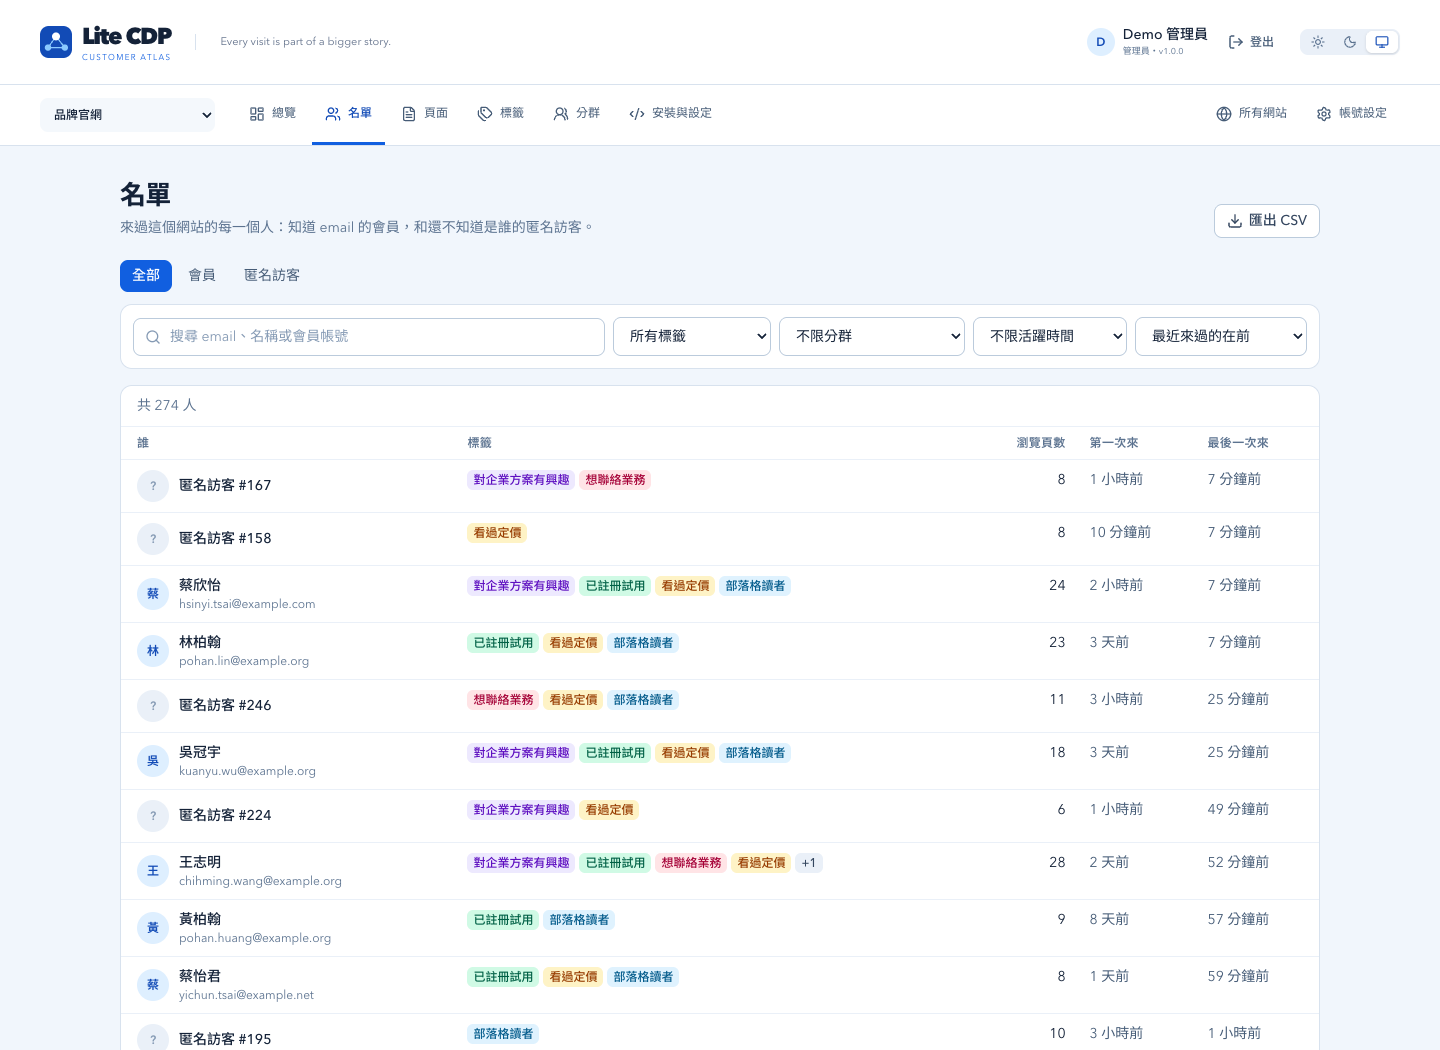 Lite CDP
CUSTOMER ATLAS
Every visit is part of a bigger story.
D
Demo 管理員
管理員・v1.0.0
登出
品牌官網
總覽
名單
頁面
標籤
分群
安裝與設定
所有網站
帳號設定
名單
來過這個網站的每一個人：知道 email 的會員，和還不知道是誰的匿名訪客。
匯出 CSV
全部 會員 匿名訪客
搜尋 email、名稱或會員帳號
所有標籤
不限分群
不限活躍時間
最近來過的在前
共 274 人
誰 標籤 瀏覽頁數 第一次來 最後一次來
? 匿名訪客 #167 對企業方案有興趣 想聯絡業務 8 1 小時前 7 分鐘前
? 匿名訪客 #158 看過定價 8 10 分鐘前 7 分鐘前
蔡 蔡欣怡 對企業方案有興趣 已註冊試用 看過定價 部落格讀者 24 2 小時前 7 分鐘前
hsinyi.tsai@example.com
林 林柏翰 已註冊試用 看過定價 部落格讀者 23 3 天前 7 分鐘前
pohan.lin@example.org
? 匿名訪客 #246 想聯絡業務 看過定價 部落格讀者 11 3 小時前 25 分鐘前
吳 吳冠宇 對企業方案有興趣 已註冊試用 看過定價 部落格讀者 18 3 天前 25 分鐘前
kuanyu.wu@example.org
? 匿名訪客 #224 對企業方案有興趣 看過定價 6 1 小時前 49 分鐘前
王 王志明 對企業方案有興趣 已註冊試用 想聯絡業務 看過定價 +1 28 2 天前 52 分鐘前
chihming.wang@example.org
黃 黃柏翰 已註冊試用 部落格讀者 9 8 天前 57 分鐘前
pohan.huang@example.org
蔡 蔡怡君 已註冊試用 看過定價 部落格讀者 8 1 天前 59 分鐘前
yichun.tsai@example.net
? 匿名訪客 #195 部落格讀者 10 3 小時前 1 小時前